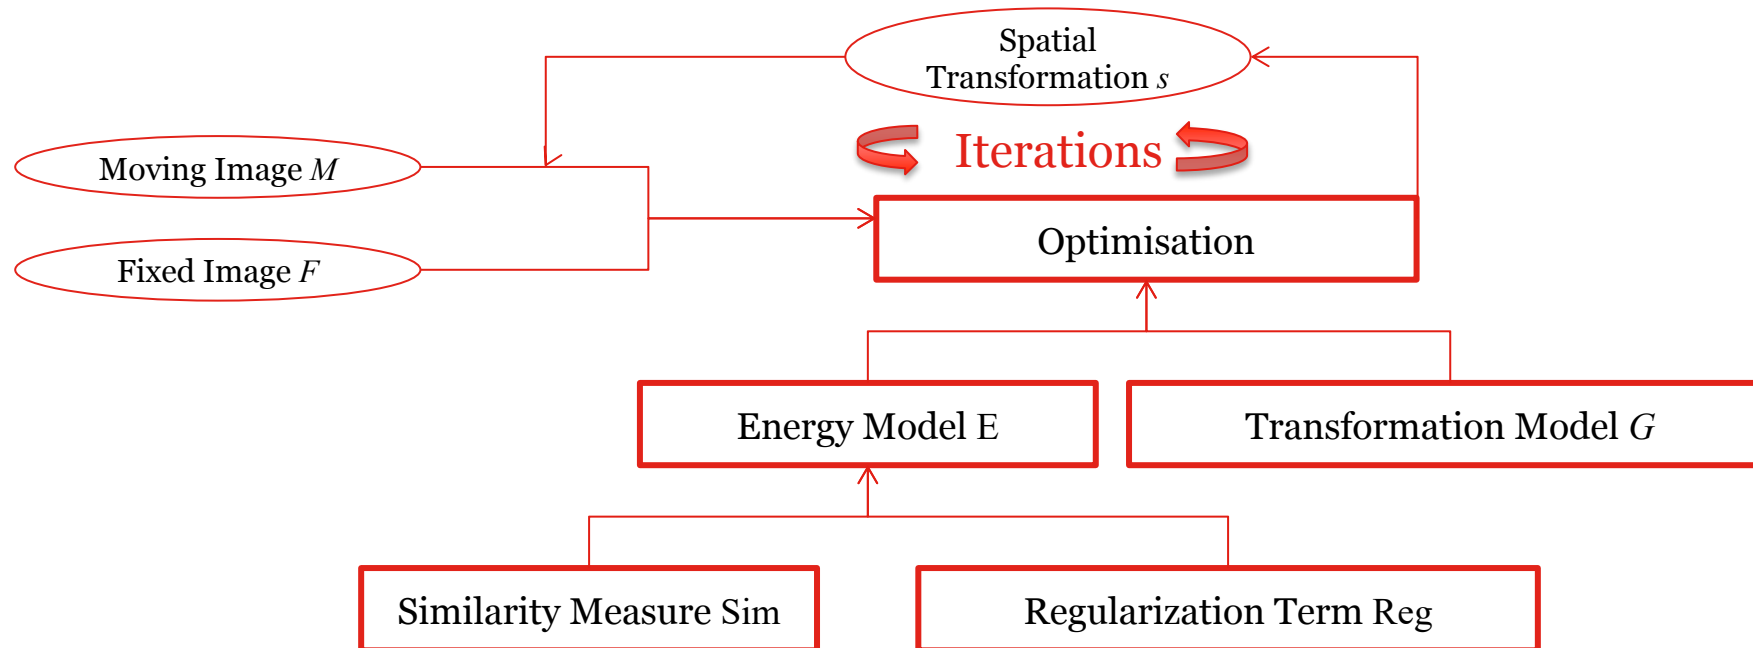 Spatial
Transformation s
Iterations
Moving Image M
Optimisation
Fixed Image F
Energy Model E
Transformation Model G
Similarity Measure Sim
Regularization Term Reg